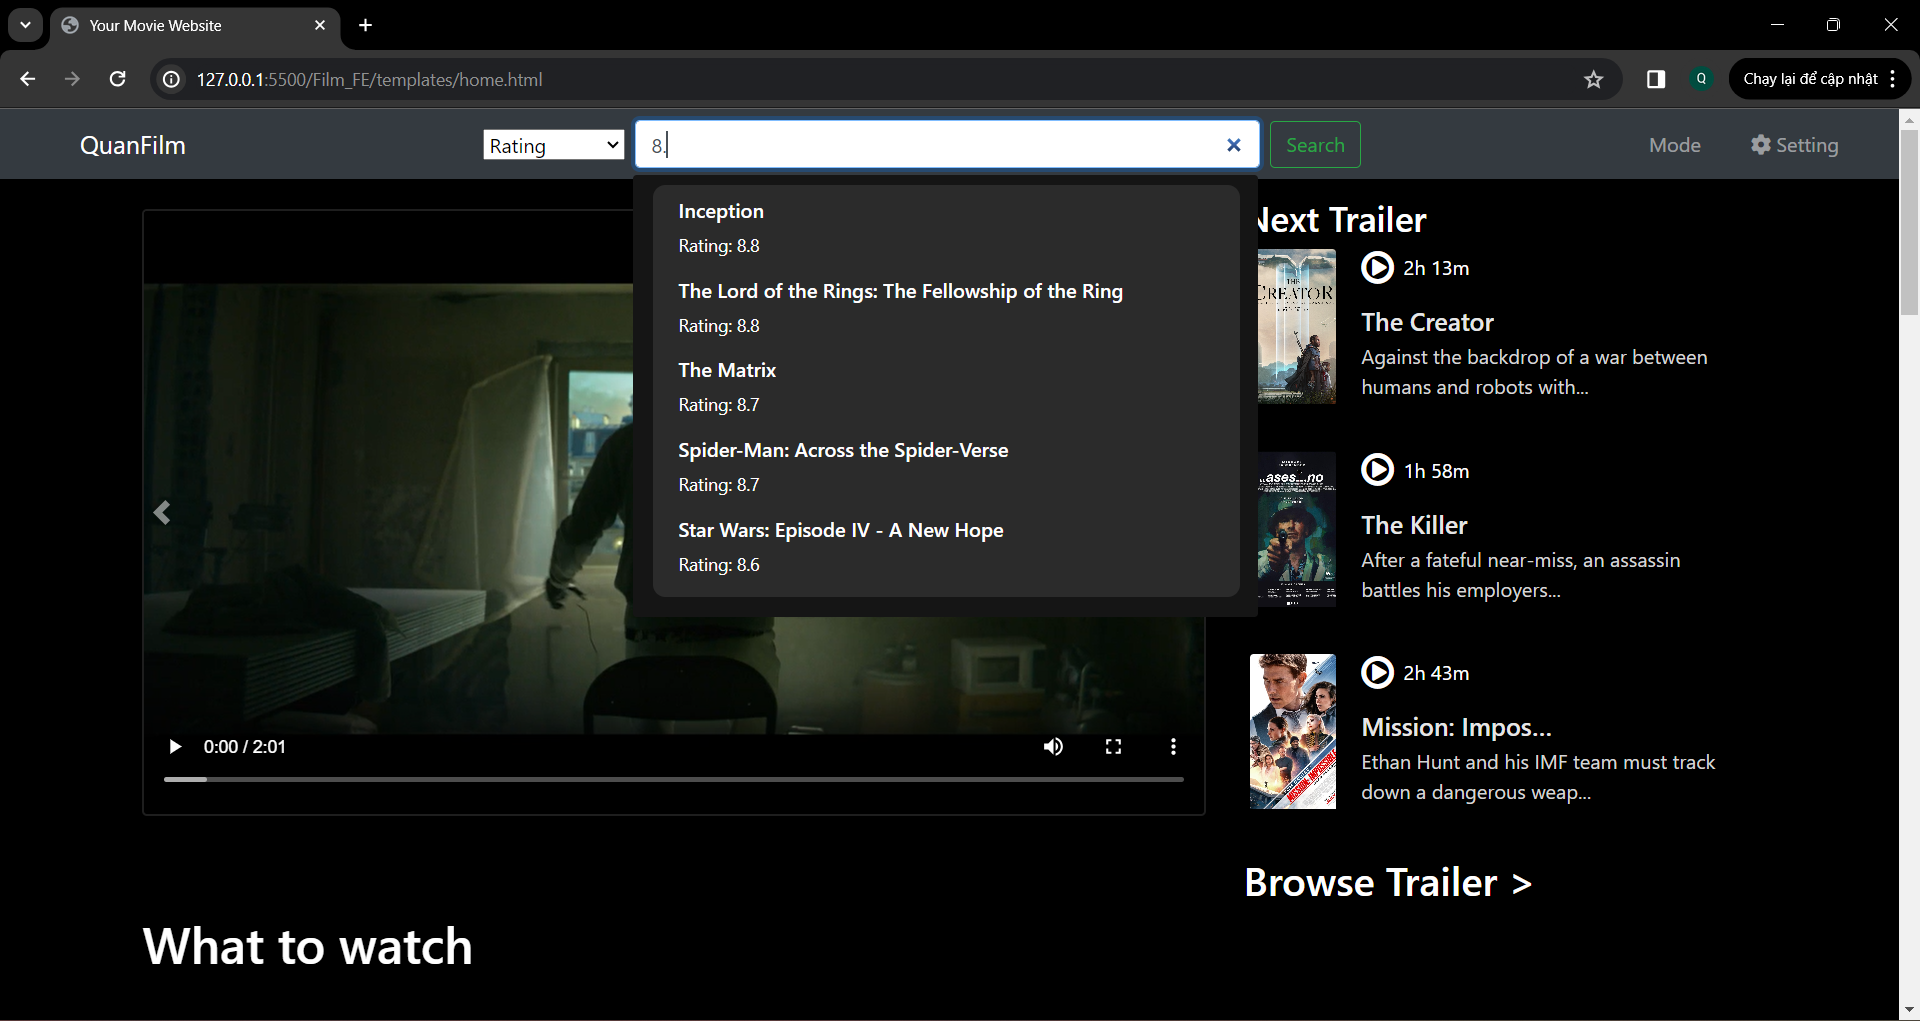 Your Movie Website
127.0.0.1:5500/Film_FE/templates/home.html
Q
Chạy lại để cập nhật
QuanFilm
Rating
8.
Search
Mode
Setting
Inception
Rating: 8.8
The Lord of the Rings: The Fellowship of the Ring
Rating: 8.8
The Matrix
Rating: 8.7
Spider-Man: Across the Spider-Verse
Rating: 8.7
Star Wars: Episode IV - A New Hope
Rating: 8.6
0:00 / 2:01
Next Trailer
THE
CREATOR
2h 13m
The Creator
Against the backdrop of a war between
humans and robots with...
..ases...no
1h 58m
The Killer
After a fateful near-miss, an assassin
battles his employers...
MISSION: IMPOSSIBLE
2h 43m
Mission: Impos...
Ethan Hunt and his IMF team must track
down a dangerous weap...
Browse Trailer >
What to watch